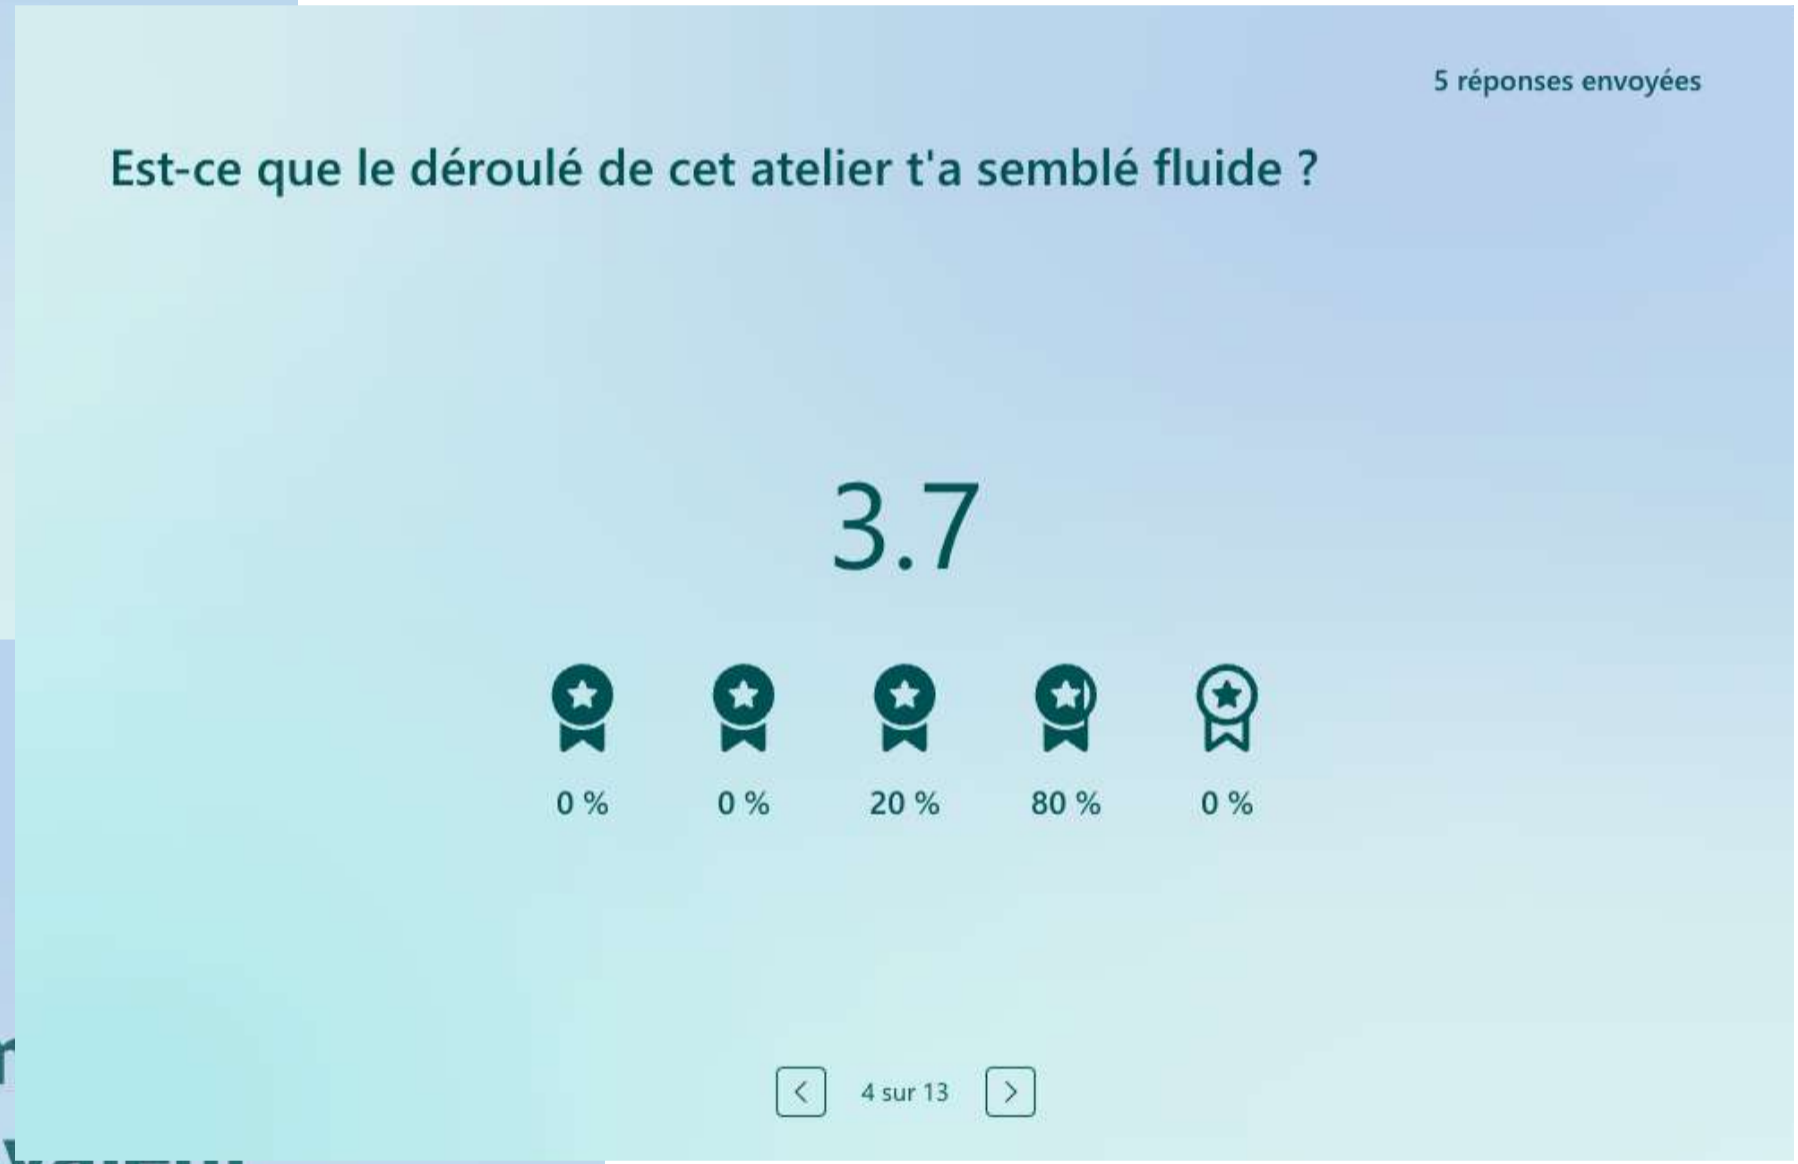 5 réponses envoyées
Est-ce que le déroulé de cet atelier t'a semblé fluide ?
3.7
0 %
0 %
20 %
80 %
0 %
4 sur 13